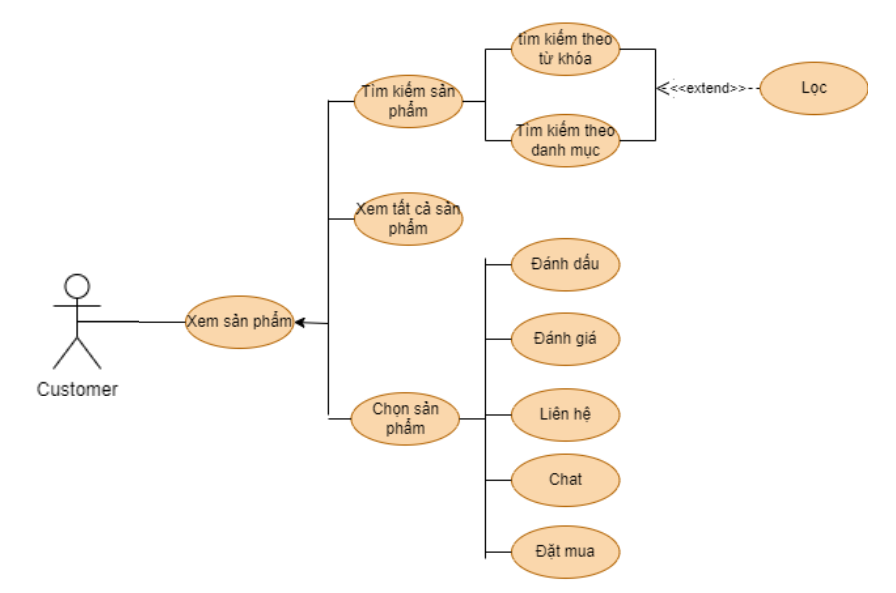 tìm kiếm theo
từ khóa
Tìm kiếm sản
phẩm
<<extend>>
Lọc
Tìm kiếm theo
danh mục
Xem tất cả sản
phẩm
Đánh dấu
Xem sản phẩm
Đánh giá
Customer
Chọn sản
phẩm
Liên hệ
Chat
Đặt mua